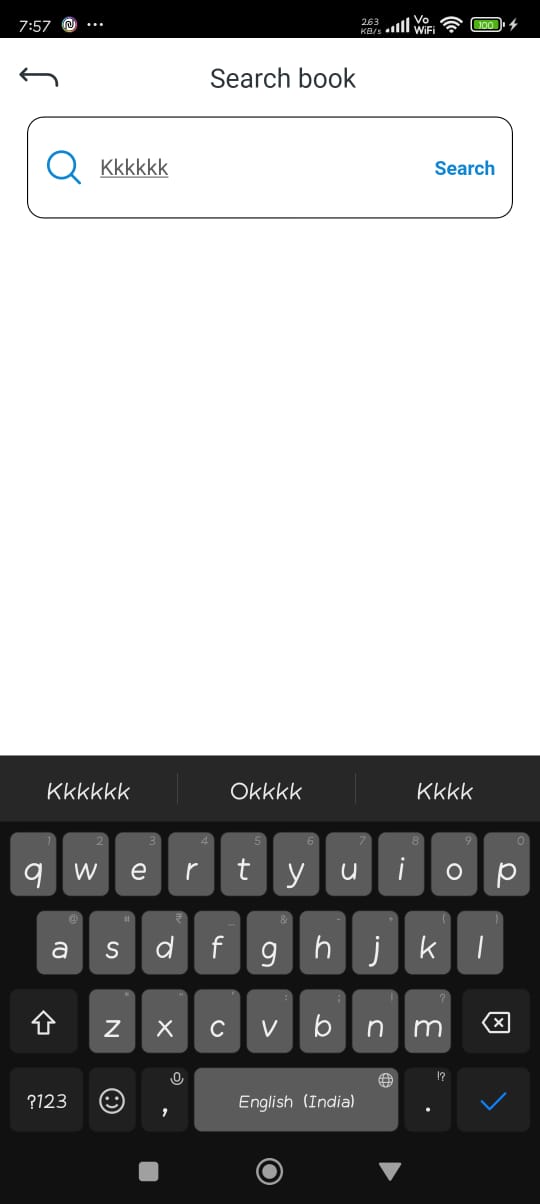 7:57 ... 2.63 KB/s Vo WiFi 100
Search book
Kkkkkk Search
Kkkkkk Okkkk Kkkk
1 2 3 4 5 6 7 8 9 0
q w e r t y u i o p
@ # ₹ _ & - + ( )
a s d f g h j k l
* " ' : ; ! ?
z x c v b n m
!?
?123 , English (India) .